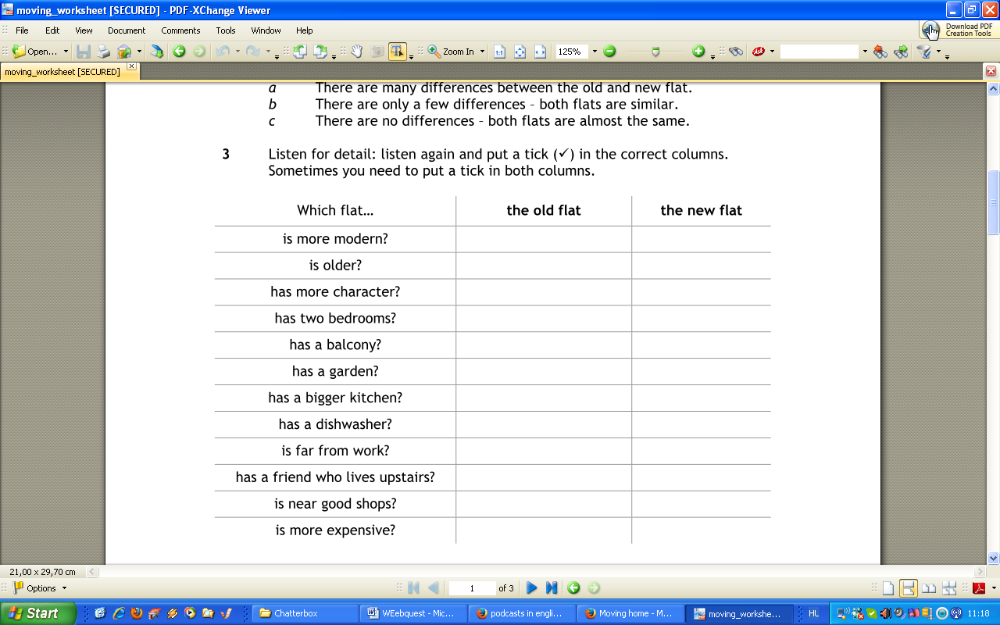 moving_worksheet [SECURED] - PDF-XChange Viewer
File Edit View Document Comments Tools Window Help
Download PDF
Creation Tools
Open... Zoom In 125%
moving_worksheet [SECURED]
a There are many differences between the old and new flat.
b There are only a few differences – both flats are similar.
c There are no differences – both flats are almost the same.
3 Listen for detail: listen again and put a tick (✓) in the correct columns.
Sometimes you need to put a tick in both columns.
Which flat… the old flat the new flat
is more modern?
is older?
has more character?
has two bedrooms?
has a balcony?
has a garden?
has a bigger kitchen?
has a dishwasher?
is far from work?
has a friend who lives upstairs?
is near good shops?
is more expensive?
21,00 x 29,70 cm
Options 1 of 3
Start Chatterbox WEebquest - Mic... podcasts in engli... Moving home - M... moving_workshe... HL 11:18